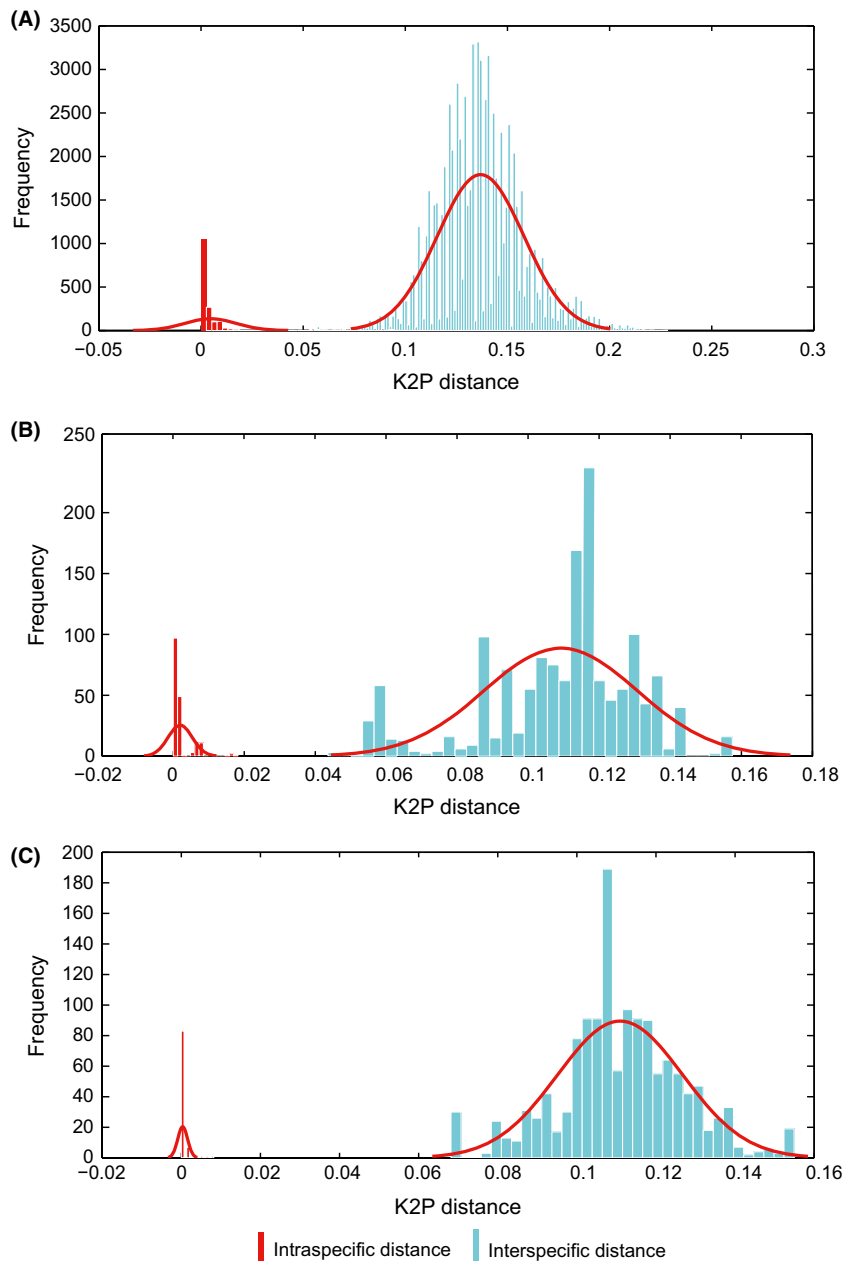 (A)
3500
3000
2500
2000
1500
1000
500
0
Frequency
−0.05 0 0.05 0.1 0.15 0.2 0.25 0.3
K2P distance
(B)
250
200
150
100
50
0
Frequency
−0.02 0 0.02 0.04 0.06 0.08 0.1 0.12 0.14 0.16 0.18
K2P distance
(C)
200
180
160
140
120
100
80
60
40
20
0
Frequency
−0.02 0 0.02 0.04 0.06 0.08 0.1 0.12 0.14 0.16
K2P distance
Intraspecific distance Interspecific distance